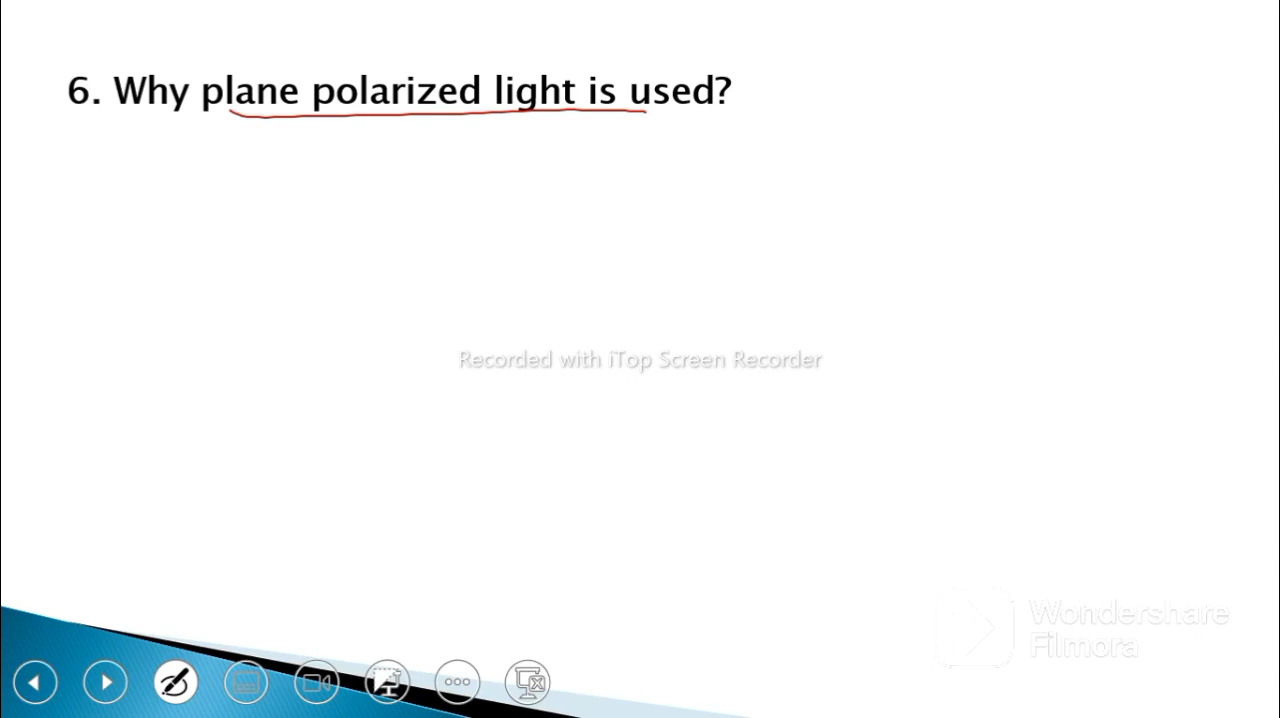 6. Why plane polarized light is used?
Recorded with iTop Screen Recorder
Wondershare
Filmora